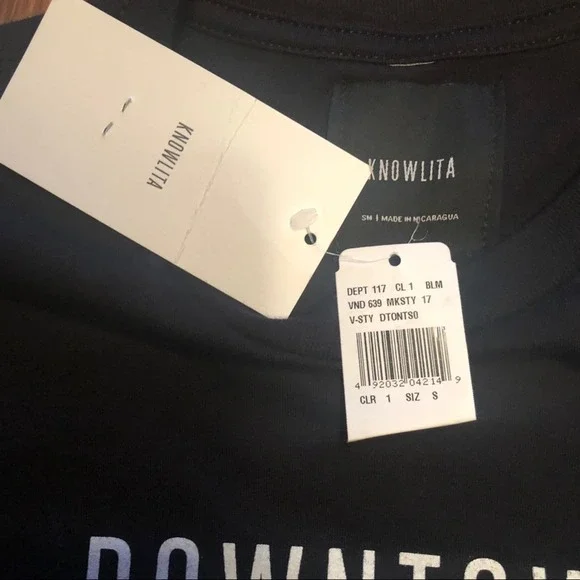 KNOWLITA
KNOWLITA
SM | MADE IN NICARAGUA
DEPT 117 CL 1 BLM
VND 639 MKSTY 17
V-STY DTONTS0
4 92032 04214 9
CLR 1 SIZ S